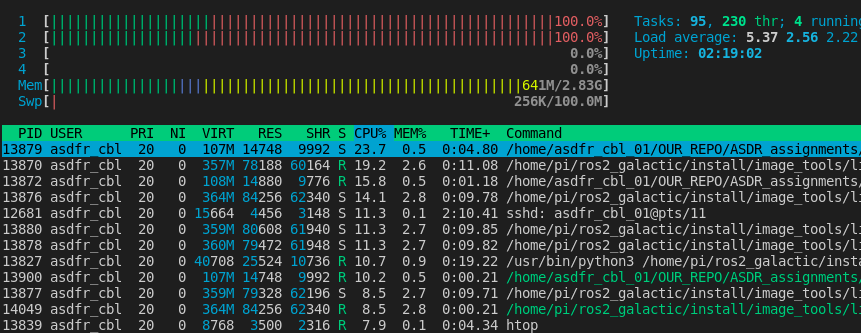 1 [||||||||||||||||||||||||||||||||||||||||||||||||||||||||||||||100.0%] Tasks: 95, 230 thr; 4 running
2 [||||||||||||||||||||||||||||||||||||||||||||||||||||||||||||||100.0%] Load average: 5.37 2.56 2.22
3 [ 0.0%] Uptime: 02:19:02
4 [ 0.0%]
Mem[|||||||||||||||||||||||||||||||||||||||||||||||||||||||||||641M/2.83G]
Swp[| 256K/100.0M]
PID USER PRI NI VIRT RES SHR S CPU% MEM% TIME+ Command
13879 asdfr_cbl 20 0 107M 14748 9992 S 23.7 0.5 0:04.80 /home/asdfr_cbl_01/OUR_REPO/ASDR_assignments/
13870 asdfr_cbl 20 0 357M 78188 60164 R 19.2 2.6 0:11.08 /home/pi/ros2_galactic/install/image_tools/li
13872 asdfr_cbl 20 0 108M 14880 9776 R 15.8 0.5 0:01.18 /home/asdfr_cbl_01/OUR_REPO/ASDR_assignments/
13876 asdfr_cbl 20 0 364M 84256 62340 S 14.1 2.8 0:09.78 /home/pi/ros2_galactic/install/image_tools/li
12681 asdfr_cbl 20 0 15664 4456 3148 S 11.3 0.1 2:10.41 sshd: asdfr_cbl_01@pts/11
13880 asdfr_cbl 20 0 359M 80608 61940 S 11.3 2.7 0:09.85 /home/pi/ros2_galactic/install/image_tools/li
13878 asdfr_cbl 20 0 360M 79472 61948 S 11.3 2.7 0:09.82 /home/pi/ros2_galactic/install/image_tools/li
13827 asdfr_cbl 20 0 40708 25524 10736 R 10.7 0.9 0:19.22 /usr/bin/python3 /home/pi/ros2_galactic/insta
13900 asdfr_cbl 20 0 107M 14748 9992 R 10.2 0.5 0:00.21 /home/asdfr_cbl_01/OUR_REPO/ASDR_assignments/
13877 asdfr_cbl 20 0 359M 79328 62196 S 8.5 2.7 0:09.71 /home/pi/ros2_galactic/install/image_tools/li
14049 asdfr_cbl 20 0 364M 84256 62340 R 8.5 2.8 0:00.21 /home/pi/ros2_galactic/install/image_tools/li
13839 asdfr_cbl 20 0 8768 3500 2316 R 7.9 0.1 0:04.34 htop